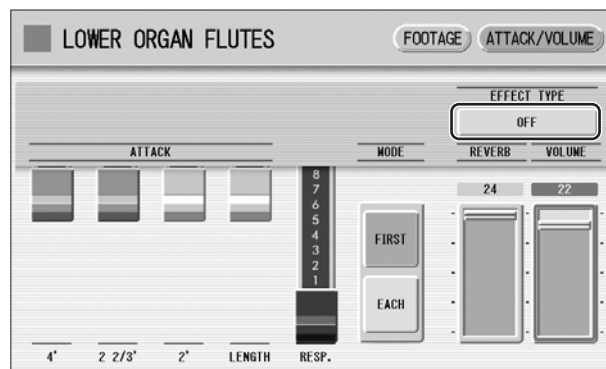 LOWER ORGAN FLUTES FOOTAGE ATTACK/VOLUME
EFFECT TYPE
OFF
ATTACK MODE REVERB VOLUME
24 22
8
7
6
5
4
3
2
1
FIRST
EACH
4' 2 2/3' 2' LENGTH RESP.